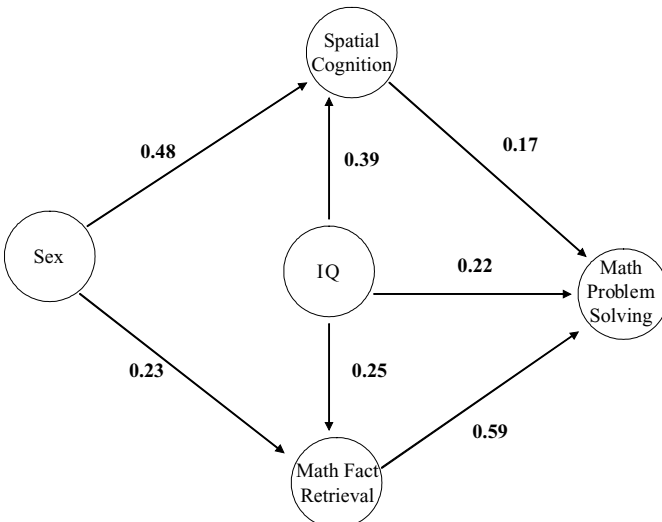 Spatial
Cognition
0.48
0.17
0.39
Sex
IQ
0.22
Math
Problem
Solving
0.23
0.25
0.59
Math Fact
Retrieval